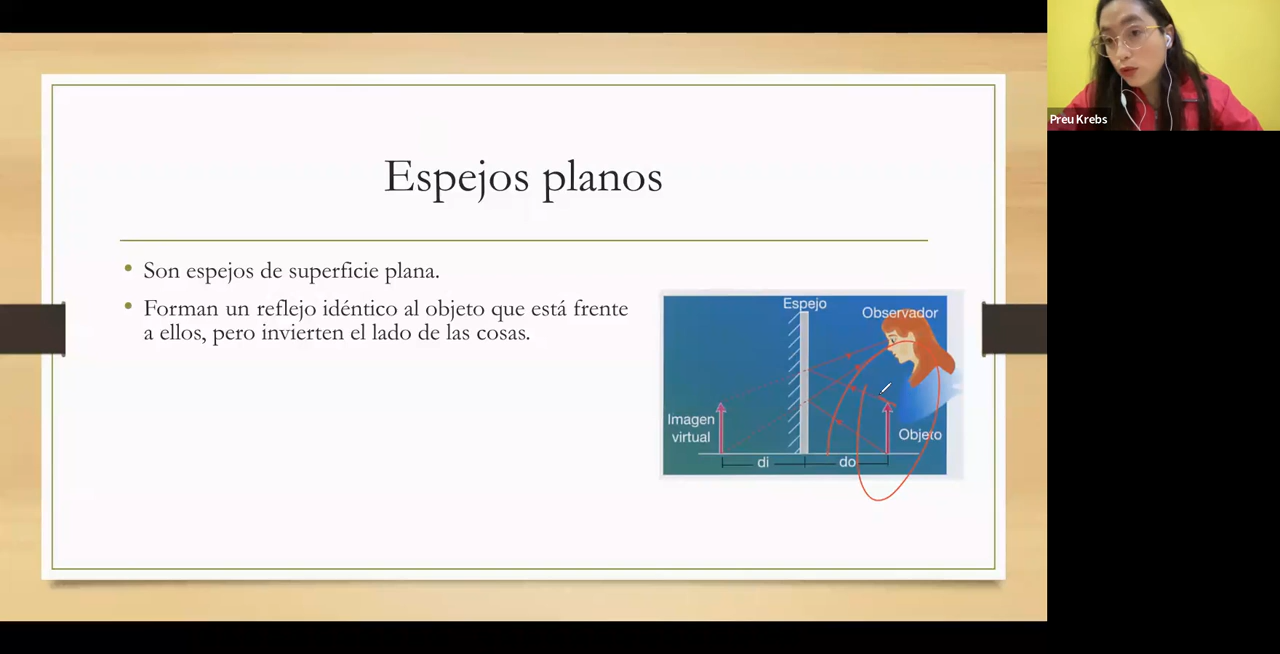 Preu Krebs
Espejos planos
• Son espejos de superficie plana.
• Forman un reflejo idéntico al objeto que está frente
a ellos, pero invierten el lado de las cosas.
Espejo
Observador
Imagen
virtual
Objeto
di
do